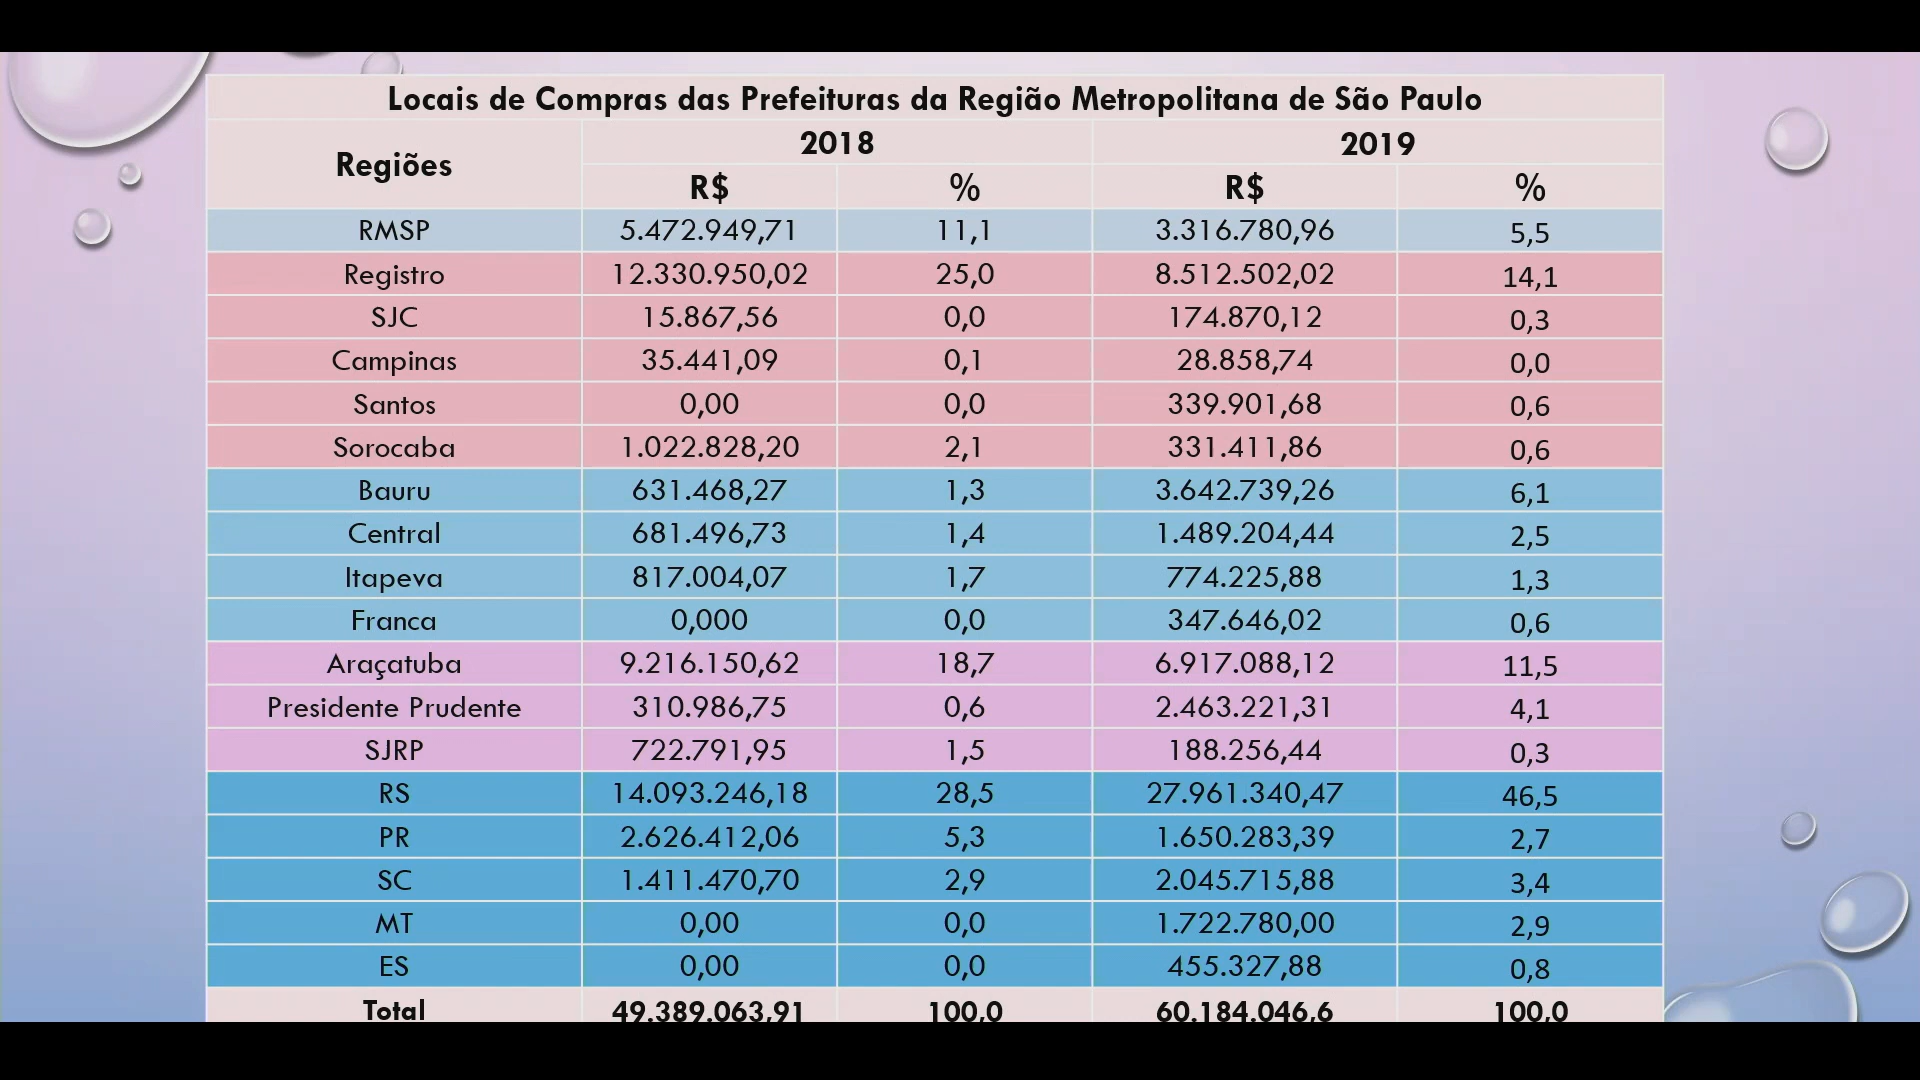 Locais de Compras das Prefeituras da Região Metropolitana de São Paulo
Regiões 2018 2019
R$ % R$ %
RMSP 5.472.949,71 11,1 3.316.780,96 5,5
Registro 12.330.950,02 25,0 8.512.502,02 14,1
SJC 15.867,56 0,0 174.870,12 0,3
Campinas 35.441,09 0,1 28.858,74 0,0
Santos 0,00 0,0 339.901,68 0,6
Sorocaba 1.022.828,20 2,1 331.411,86 0,6
Bauru 631.468,27 1,3 3.642.739,26 6,1
Central 681.496,73 1,4 1.489.204,44 2,5
Itapeva 817.004,07 1,7 774.225,88 1,3
Franca 0,000 0,0 347.646,02 0,6
Araçatuba 9.216.150,62 18,7 6.917.088,12 11,5
Presidente Prudente 310.986,75 0,6 2.463.221,31 4,1
SJRP 722.791,95 1,5 188.256,44 0,3
RS 14.093.246,18 28,5 27.961.340,47 46,5
PR 2.626.412,06 5,3 1.650.283,39 2,7
SC 1.411.470,70 2,9 2.045.715,88 3,4
MT 0,00 0,0 1.722.780,00 2,9
ES 0,00 0,0 455.327,88 0,8
Total 49.389.063,91 100,0 60.184.046,6 100,0